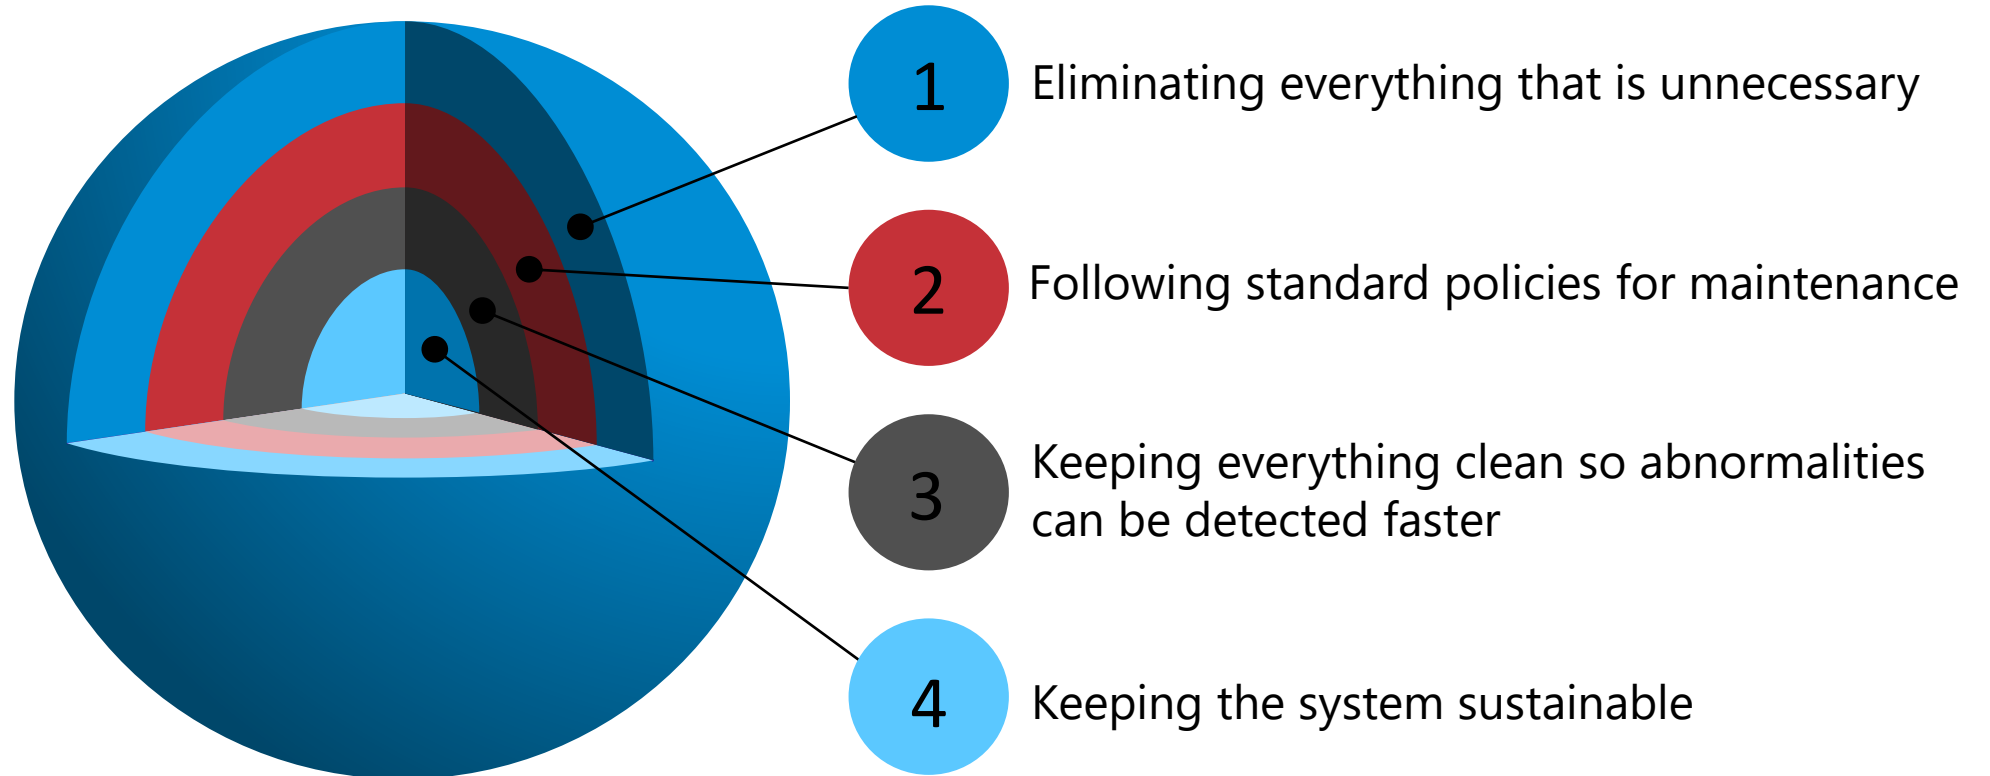 1
Eliminating everything that is unnecessary
2
Following standard policies for maintenance
3
Keeping everything clean so abnormalities
can be detected faster
4
Keeping the system sustainable